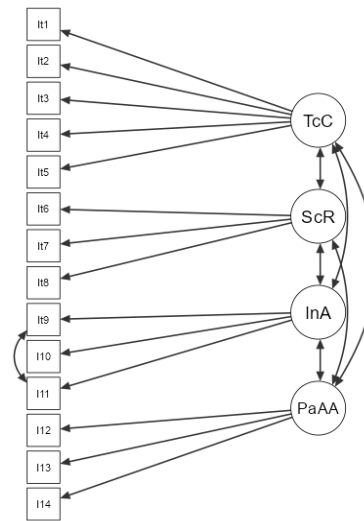 It1
It2
It3
It4
It5
It6
It7
It8
It9
I10
I11
I12
I13
I14
TcC
ScR
InA
PaAA